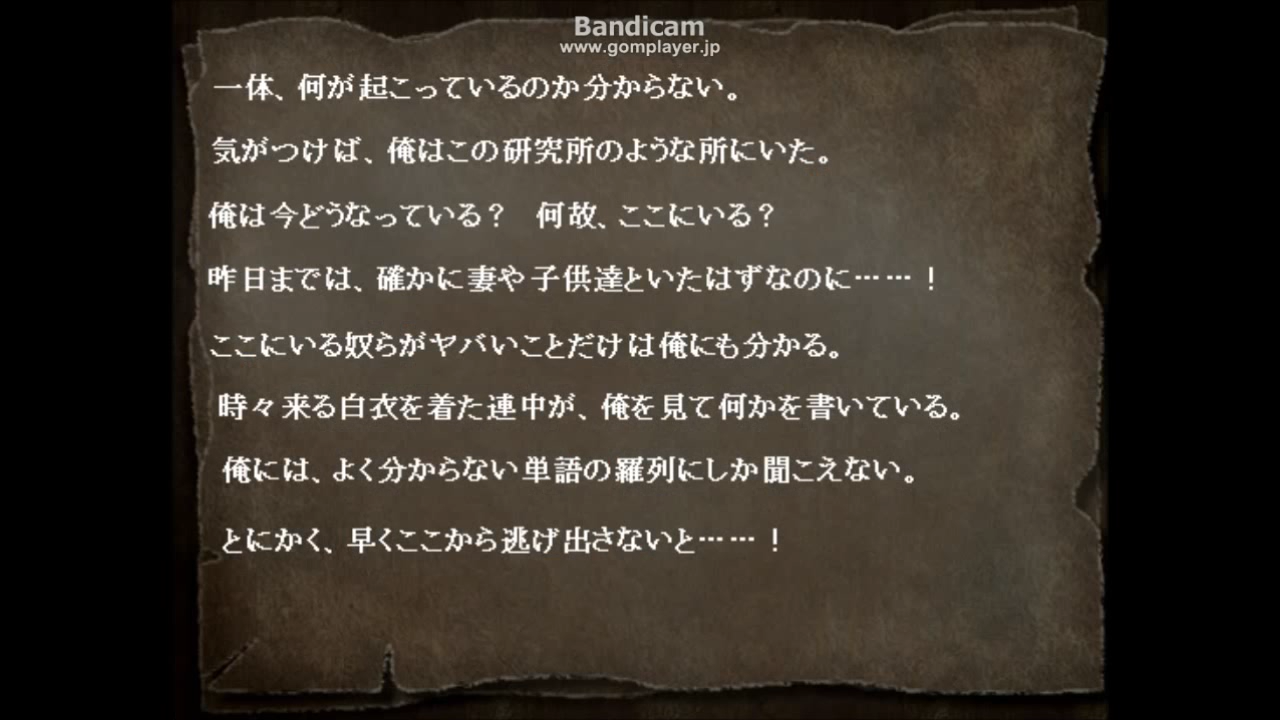 Bandicam
www.gomplayer.jp
一体、何が起こっているのか分からない。
気がつけば、俺はこの研究所のような所にいた。
俺は今どうなっている？　何故、ここにいる？
昨日までは、確かに妻や子供達といたはずなのに……！
ここにいる奴らがヤバいことだけは俺にも分かる。
時々来る白衣を着た連中が、俺を見て何かを書いている。
俺には、よく分からない単語の羅列にしか聞こえない。
とにかく、早くここから逃げ出さないと……！